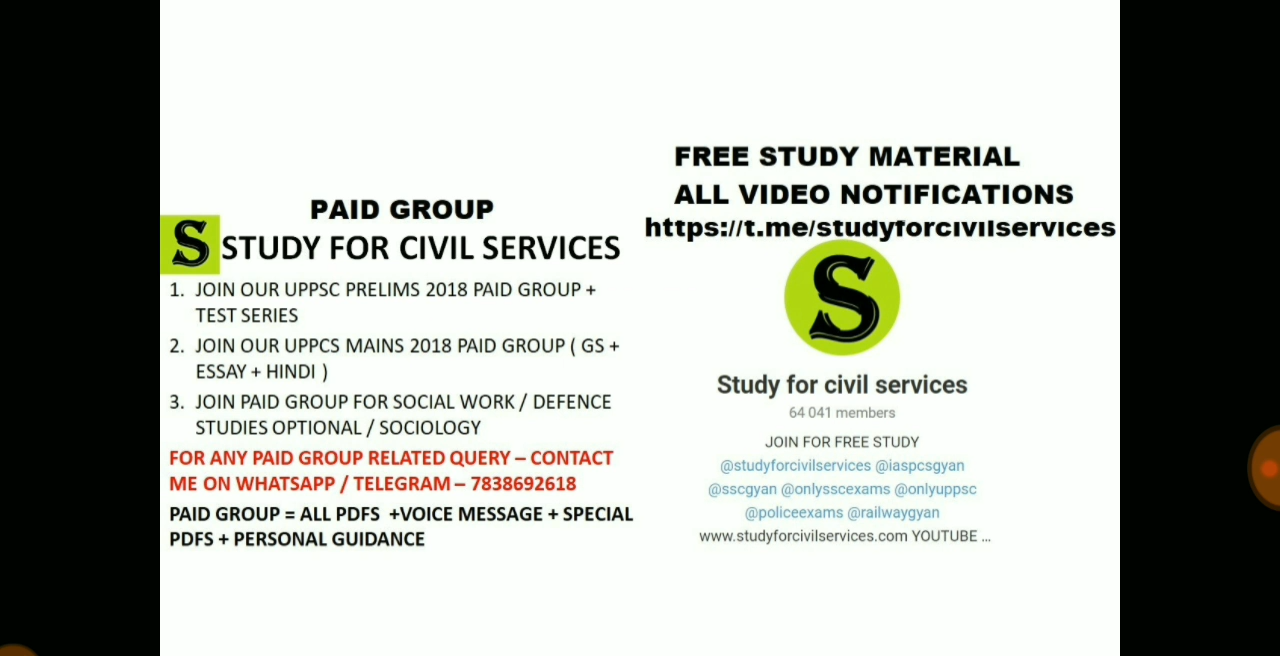 PAID GROUP
S STUDY FOR CIVIL SERVICES
1. JOIN OUR UPPSC PRELIMS 2018 PAID GROUP +
TEST SERIES
2. JOIN OUR UPPCS MAINS 2018 PAID GROUP ( GS +
ESSAY + HINDI )
3. JOIN PAID GROUP FOR SOCIAL WORK / DEFENCE
STUDIES OPTIONAL / SOCIOLOGY
FOR ANY PAID GROUP RELATED QUERY – CONTACT
ME ON WHATSAPP / TELEGRAM – 7838692618
PAID GROUP = ALL PDFS +VOICE MESSAGE + SPECIAL
PDFS + PERSONAL GUIDANCE
FREE STUDY MATERIAL
ALL VIDEO NOTIFICATIONS
https://t.me/studyforcivilservices
S
Study for civil services
64 041 members
JOIN FOR FREE STUDY
@studyforcivilservices @iaspcsgyan
@sscgyan @onlysscexams @onlyuppsc
@policeexams @railwaygyan
www.studyforcivilservices.com YOUTUBE ...